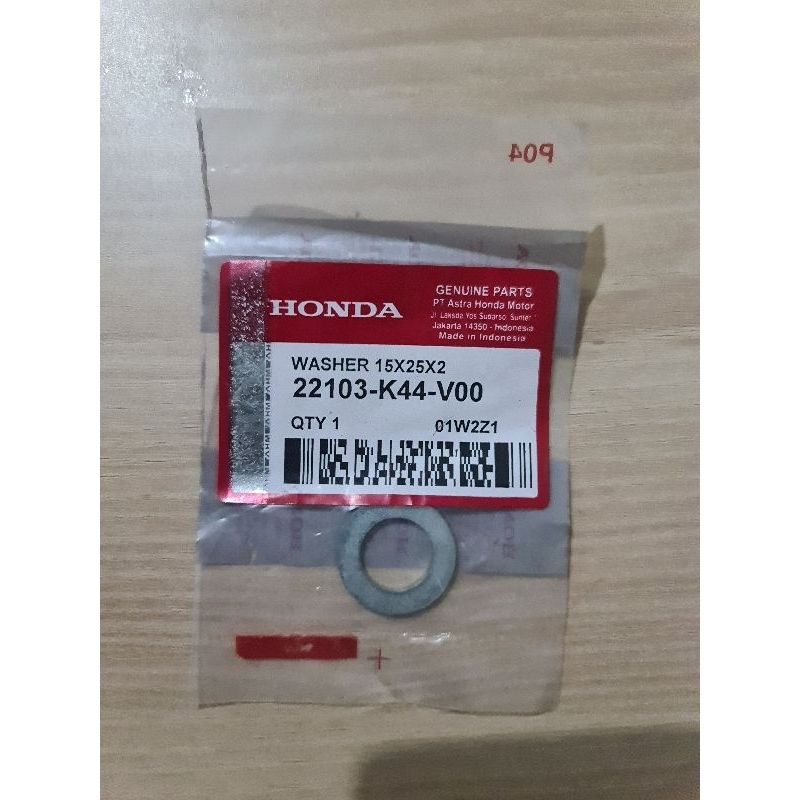 P04
HONDA
GENUINE PARTS
PT Astra Honda Motor
Jl. Laksda Yos Sudarso, Sunter
Jakarta 14350 - Indonesia
Made in Indonesia
WASHER 15X25X2
22103-K44-V00
QTY 1 01W2Z1